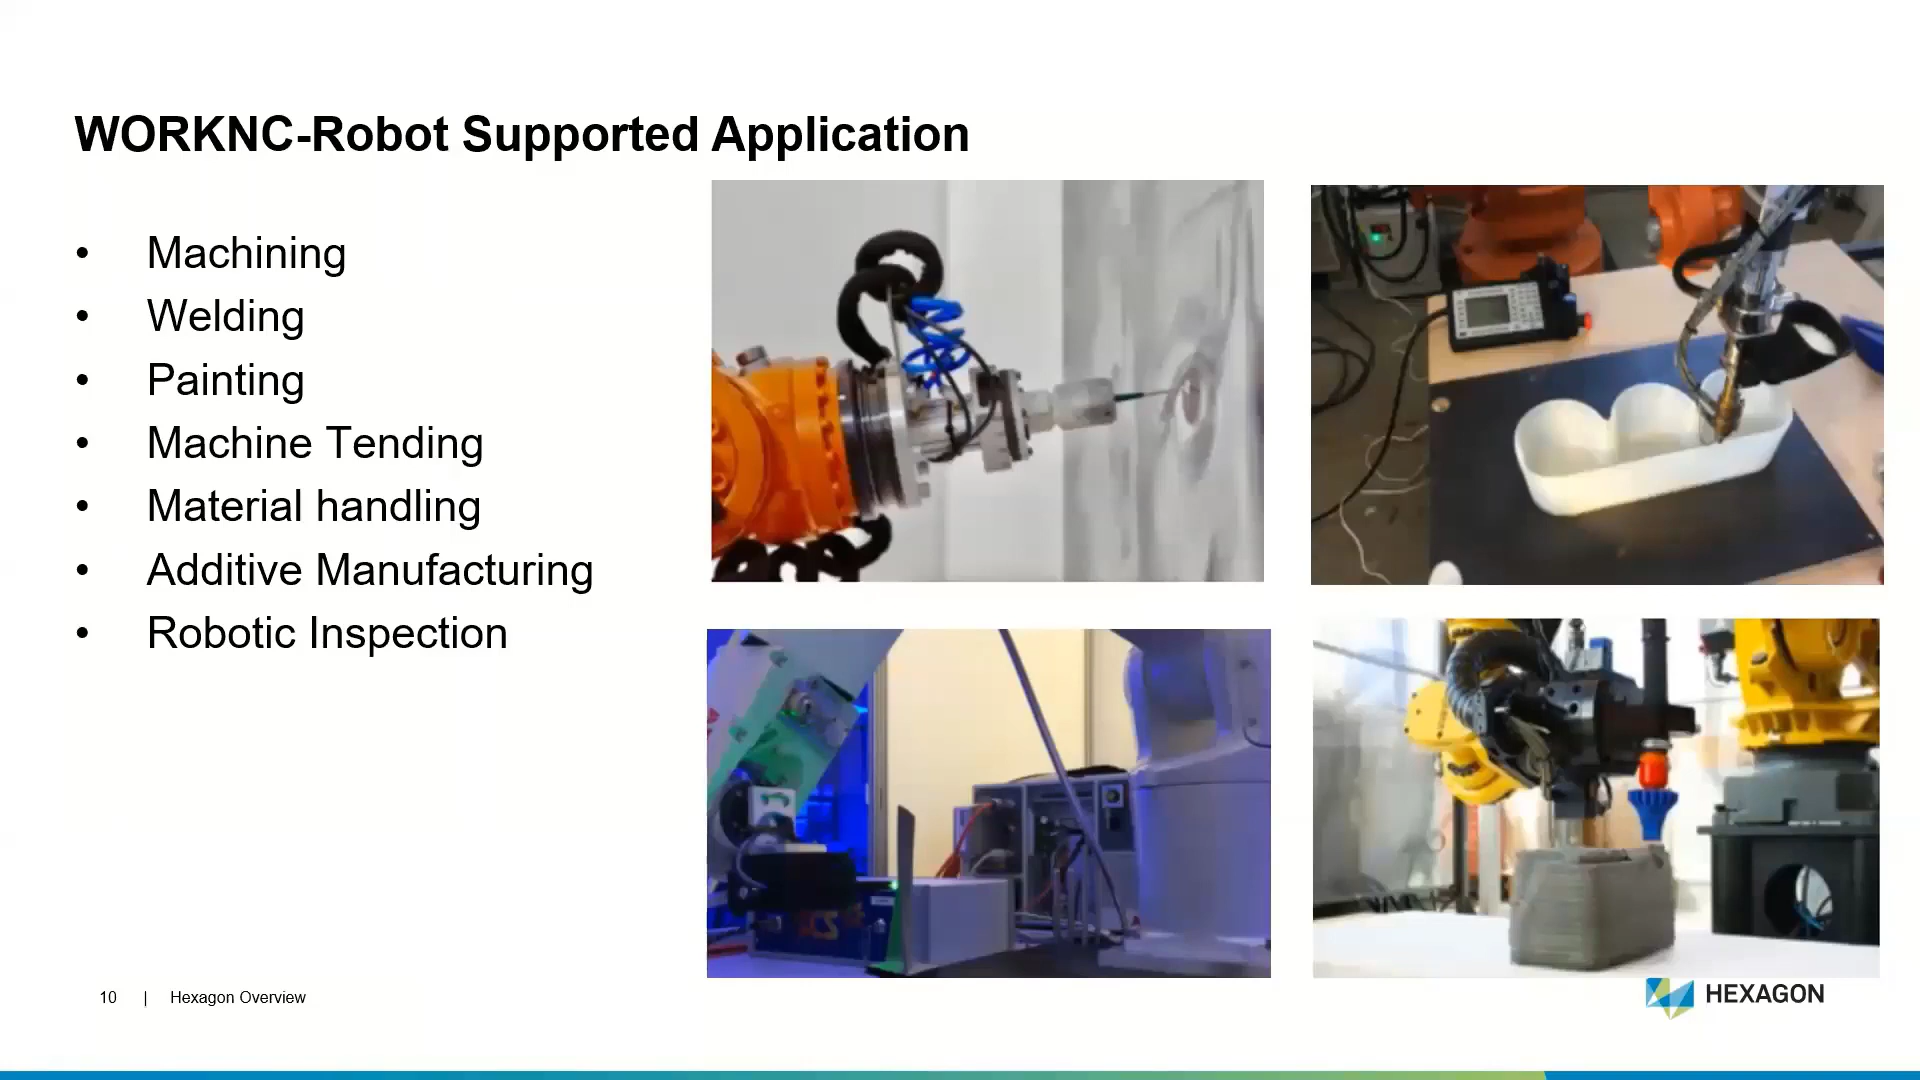 WORKNC-Robot Supported Application
• Machining
• Welding
• Painting
• Machine Tending
• Material handling
• Additive Manufacturing
• Robotic Inspection
10 | Hexagon Overview
HEXAGON